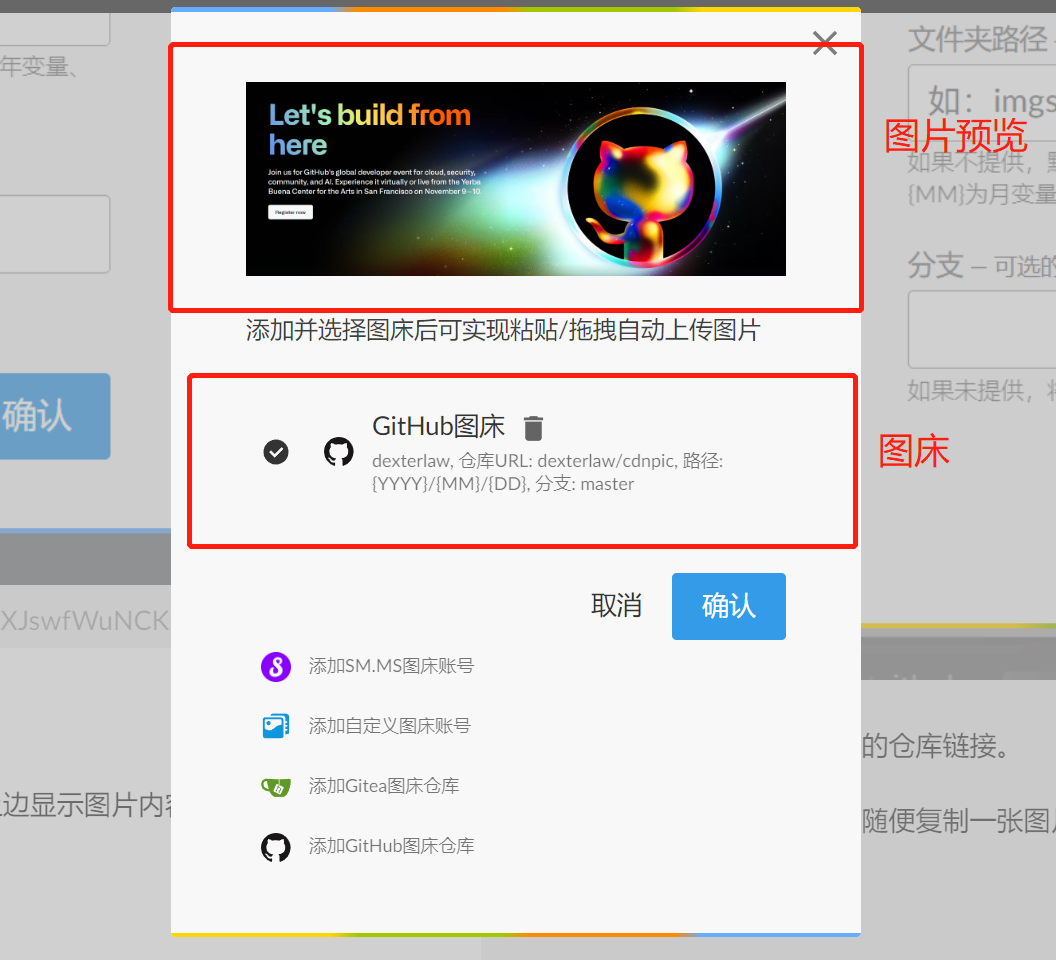 年变量、
文件夹路径
如：imgs
图片预览
如果不提供，
{MM}为月变量
Let's build from
here
Join us for GitHub's global developer event for cloud, security,
community, and AI. Experience it virtually or live from the Yerba
Buena Center for the Arts in San Francisco on November 9–10.
Register now
分支 – 可选的
添加并选择图床后可实现粘贴/拖拽自动上传图片
如果未提供，
确认
GitHub图床
dexterlaw, 仓库URL: dexterlaw/cdnpic, 路径:
{YYYY}/{MM}/{DD}, 分支: master
图床
取消
确认
XJswfWuNCK
添加SM.MS图床账号
添加自定义图床账号
的仓库链接。
添加Gitea图床仓库
边显示图片内容
随便复制一张图片
添加GitHub图床仓库